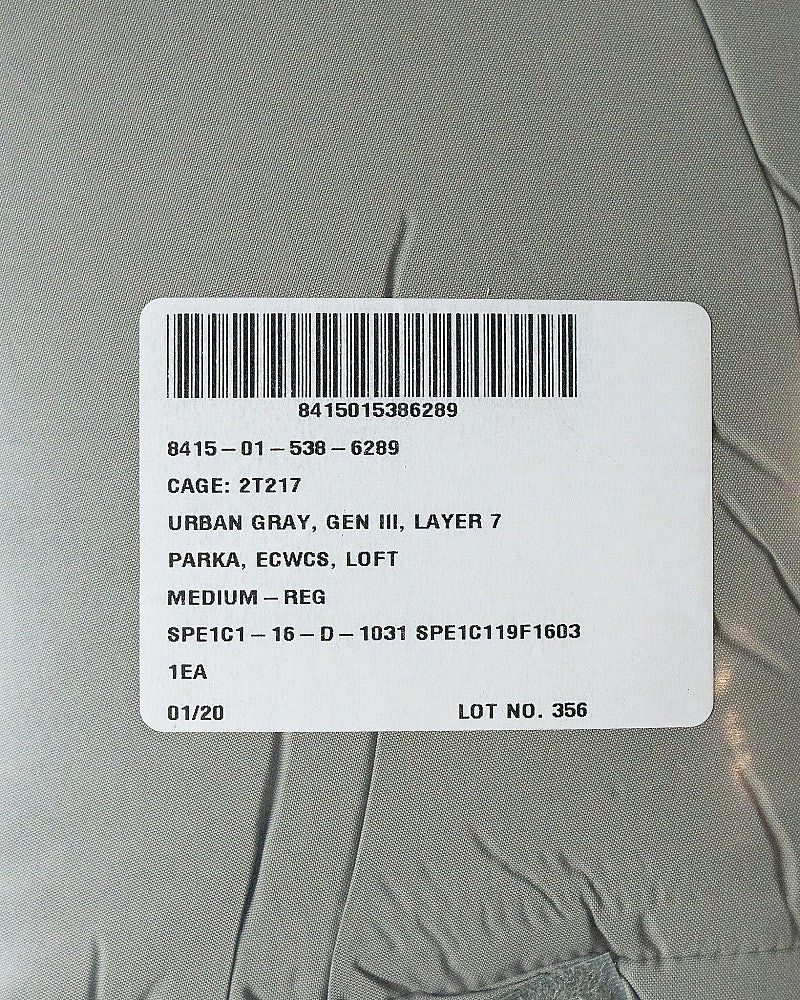 8415015386289
8415-01-538-6289
CAGE: 2T217
URBAN GRAY, GEN III, LAYER 7
PARKA, ECWCS, LOFT
MEDIUM-REG
SPE1C1-16-D-1031 SPE1C119F1603
1EA
01/20 LOT NO. 356